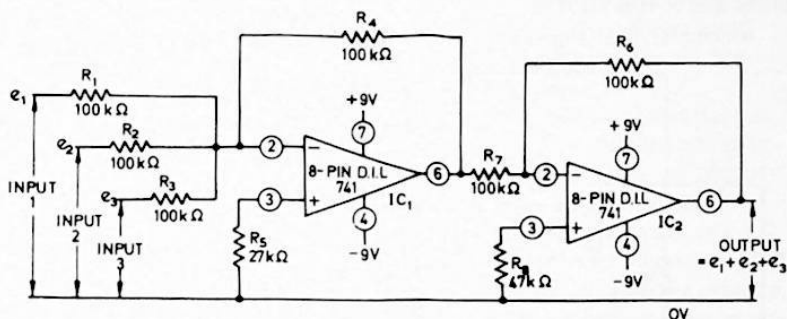 R4
100kΩ
R6
100kΩ
R1
100kΩ
e1
R2
100kΩ
e2
R3
100kΩ
e3
INPUT
1
INPUT
2
INPUT
3
+9V
7
2
−
8-PIN D.I.L
741
3
+
6
IC1
4
−9V
R5
27kΩ
R7
100kΩ
+9V
7
2
−
8-PIN D.I.L
741
3
+
6
IC2
4
−9V
R8
47kΩ
OUTPUT
= e1 + e2 + e3
0V